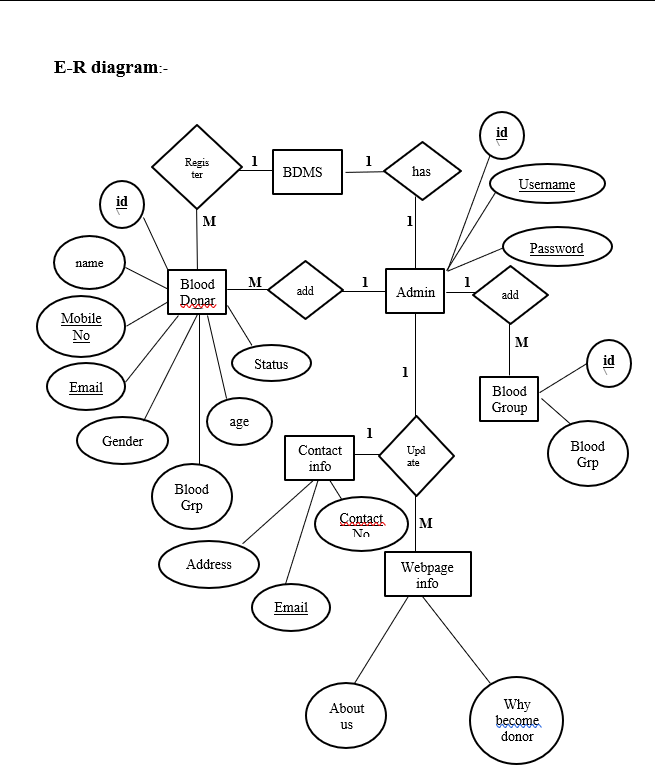 E-R diagram:-
id
Regis
ter
1
BDMS
1
has
Username
id
M
1
name
Password
Blood
Donar
M
add
1
Admin
1
add
Mobile
No
M
Status
1
id
Email
Blood
Group
age
Gender
1
Contact
info
Upd
ate
Blood
Grp
Blood
Grp
Contact
No
M
Address
Webpage
info
Email
About
us
Why
become
donor